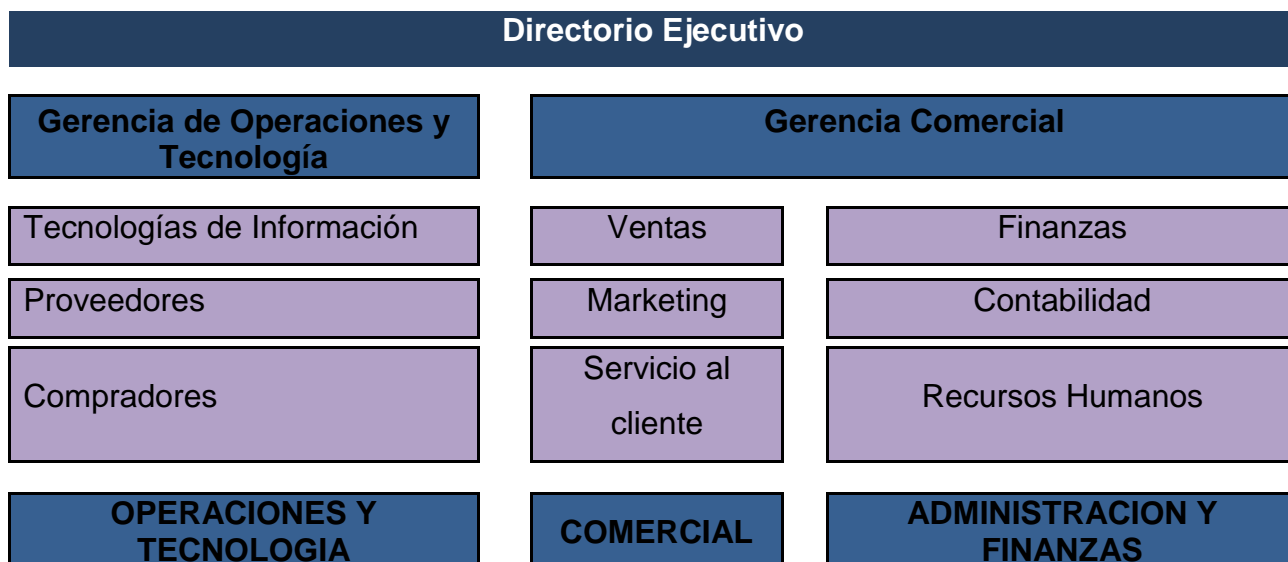 Directorio Ejecutivo
Gerencia de Operaciones y
Tecnología
Gerencia Comercial
Tecnologías de Información
Ventas
Finanzas
Proveedores
Marketing
Contabilidad
Compradores
Servicio al
cliente
Recursos Humanos
OPERACIONES Y
TECNOLOGIA
COMERCIAL
ADMINISTRACION Y
FINANZAS